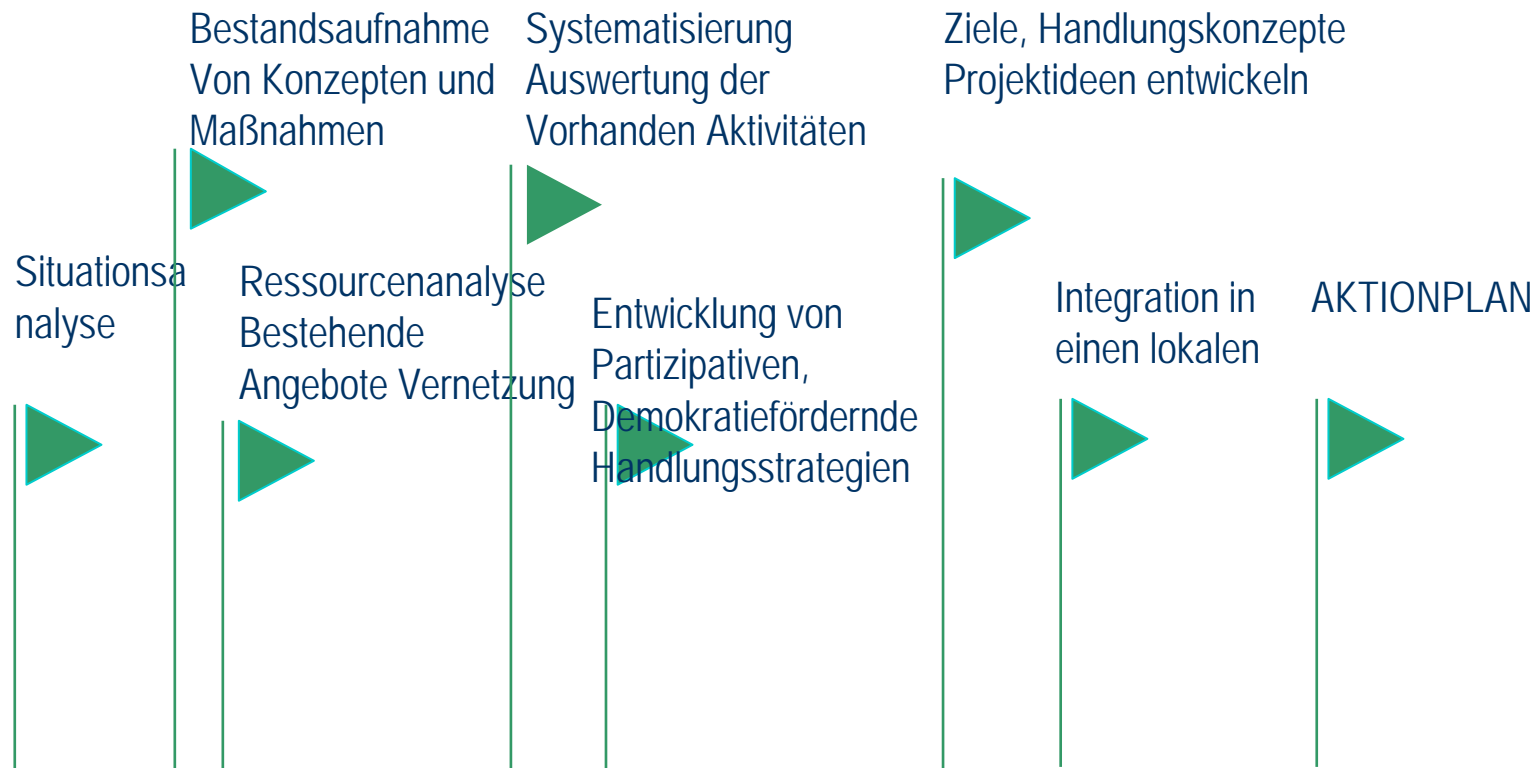 Situationsa
nalyse
Bestandsaufnahme
Von Konzepten und
Maßnahmen
Ressourcenanalyse
Bestehende
Angebote Vernetzung
Systematisierung
Auswertung der
Vorhanden Aktivitäten
Entwicklung von
Partizipativen,
Demokratiefördernde
Handlungsstrategien
Ziele, Handlungskonzepte
Projektideen entwickeln
Integration in
einen lokalen
AKTIONPLAN